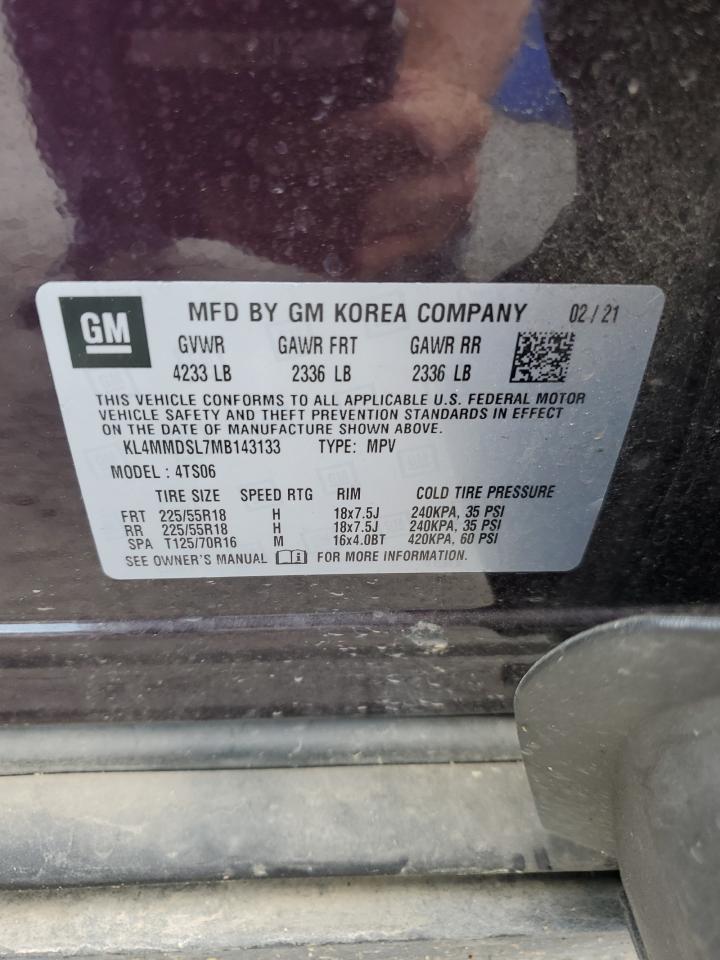 GM
MFD BY GM KOREA COMPANY 02/21
GVWR GAWR FRT GAWR RR
4233 LB 2336 LB 2336 LB
THIS VEHICLE CONFORMS TO ALL APPLICABLE U.S. FEDERAL MOTOR
VEHICLE SAFETY AND THEFT PREVENTION STANDARDS IN EFFECT
ON THE DATE OF MANUFACTURE SHOWN ABOVE.
KL4MMDSL7MB143133 TYPE: MPV
MODEL: 4TS06
TIRE SIZE SPEED RTG RIM COLD TIRE PRESSURE
FRT 225/55R18 H 18x7.5J 240KPA, 35 PSI
RR 225/55R18 H 18x7.5J 240KPA, 35 PSI
SPA T125/70R16 M 16x4.0BT 420KPA, 60 PSI
SEE OWNER'S MANUAL FOR MORE INFORMATION.